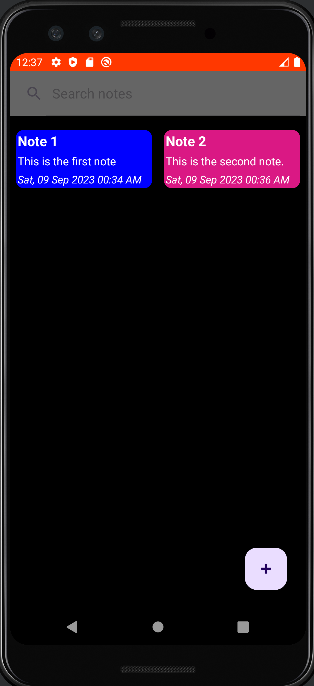 12:37
Search notes
Note 1
This is the first note
Sat, 09 Sep 2023 00:34 AM
Note 2
This is the second note.
Sat, 09 Sep 2023 00:36 AM
+